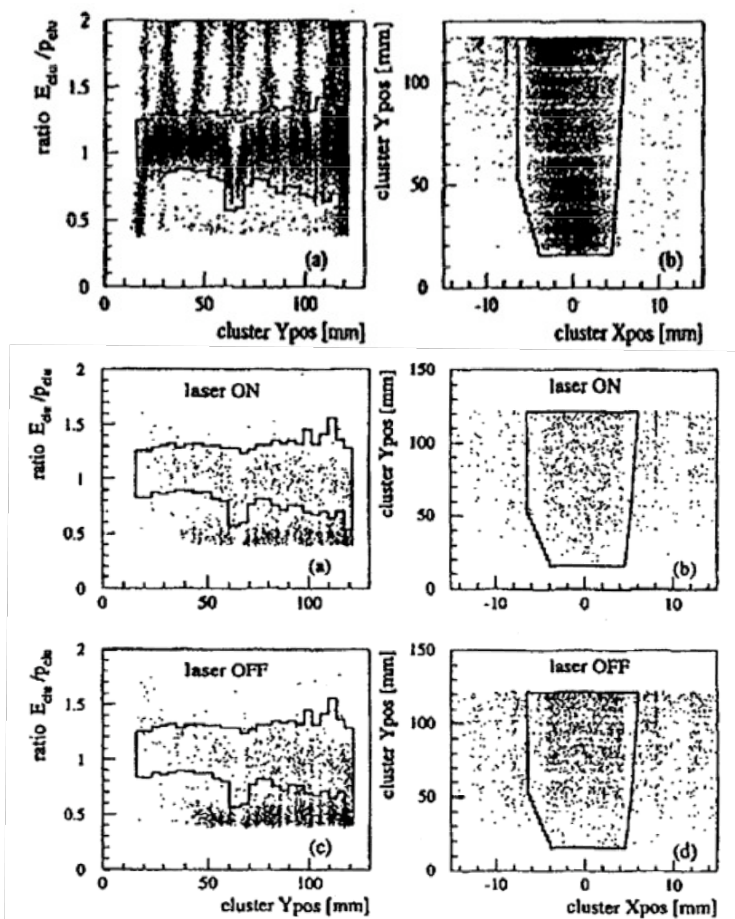 ratio E_clu/p_clu
2
1.5
1
0.5
0
0
50
100
(a)
cluster Ypos [mm]
cluster Ypos [mm]
100
50
0
-10
0
10
(b)
cluster Xpos [mm]
ratio E_clu/p_clu
2
1.5
1
0.5
0
laser ON
(a)
50
100
cluster Ypos [mm]
150
100
50
0
laser ON
(b)
-10
0
10
ratio E_clu/p_clu
2
1.5
1
0.5
0
laser OFF
(c)
0
50
100
cluster Ypos [mm]
cluster Ypos [mm]
150
100
50
0
laser OFF
(d)
-10
0
10
cluster Xpos [mm]